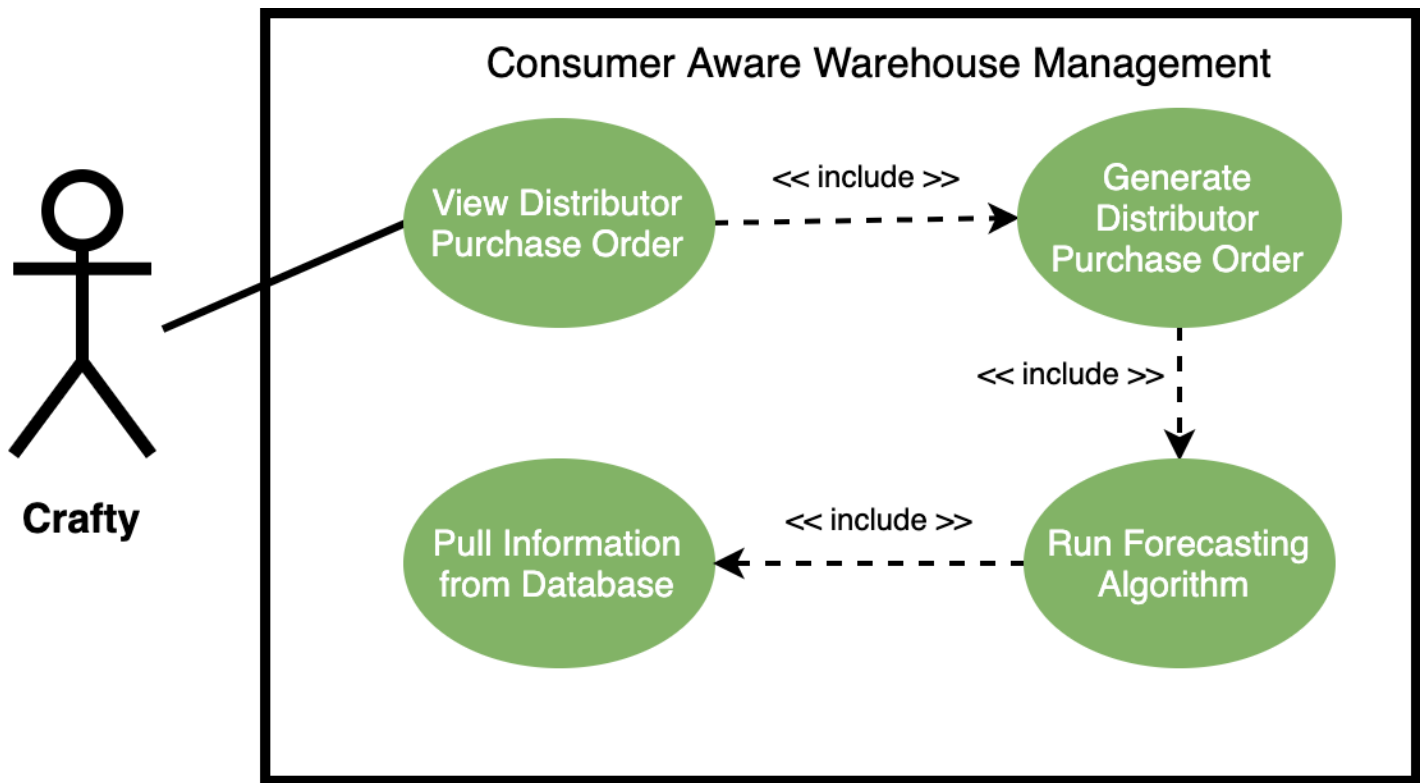 Consumer Aware Warehouse Management
View Distributor
Purchase Order
<< include >>
Generate
Distributor
Purchase Order
<< include >>
Crafty
Pull Information
from Database
<< include >>
Run Forecasting
Algorithm